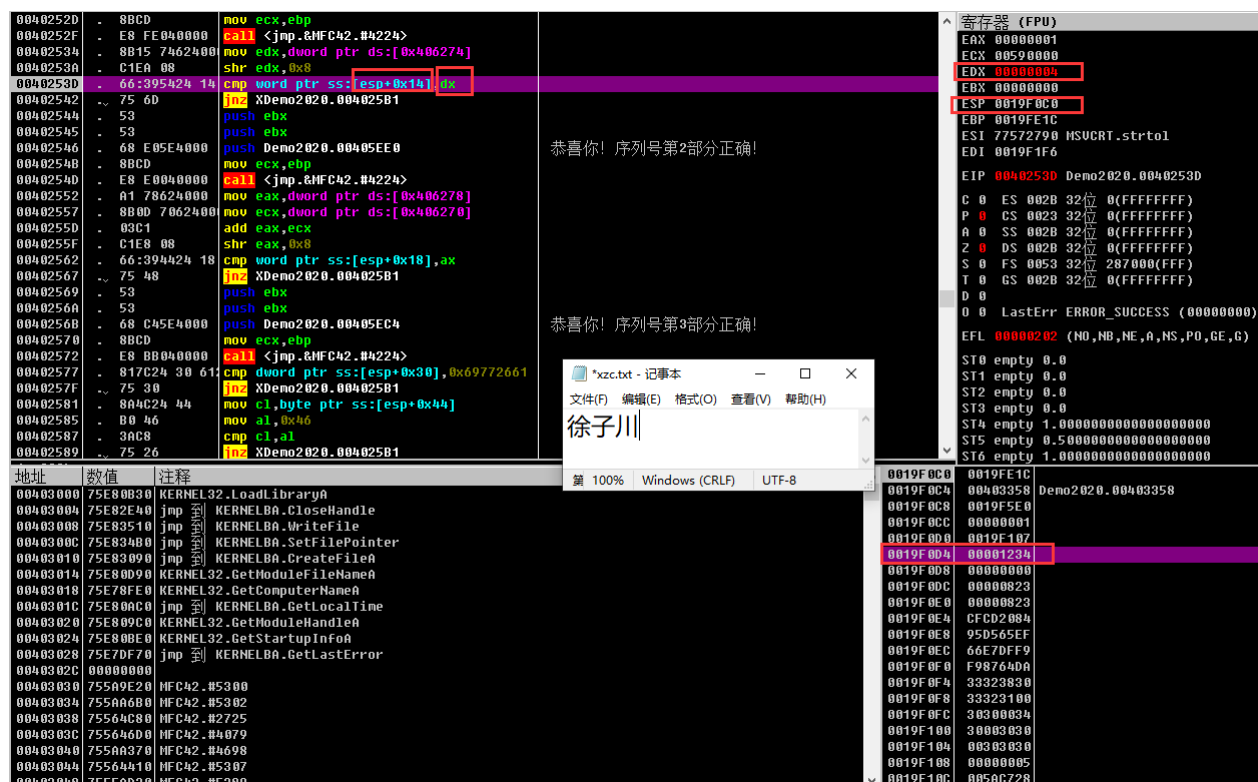 0040252D . 8BCD mov ecx,ebp
0040252F . E8 FE040000 call <jmp.&MFC42.#4224>
00402534 . 8B15 74624000 mov edx,dword ptr ds:[0x406274]
0040253A . C1EA 08 shr edx,0x8
0040253D . 66:395424 14 cmp word ptr ss:[esp+0x14],dx
00402542 .、 75 6D jnz XDemo2020.004025B1
00402544 . 53 push ebx
00402545 . 53 push ebx
00402546 . 68 E05E4000 push Demo2020.00405EE0 恭喜你! 序列号第2部分正确!
0040254B . 8BCD mov ecx,ebp
0040254D . E8 E0040000 call <jmp.&MFC42.#4224>
00402552 . A1 78624000 mov eax,dword ptr ds:[0x406278]
00402557 . 8B0D 70624000 mov ecx,dword ptr ds:[0x406270]
0040255D . 03C1 add eax,ecx
0040255F . C1E8 08 shr eax,0x8
00402562 . 66:394424 18 cmp word ptr ss:[esp+0x18],ax
00402567 .、 75 48 jnz XDemo2020.004025B1
00402569 . 53 push ebx
0040256A . 53 push ebx
0040256B . 68 C45E4000 push Demo2020.00405EC4 恭喜你! 序列号第3部分正确!
00402570 . 8BCD mov ecx,ebp
00402572 . E8 BB040000 call <jmp.&MFC42.#4224>
00402577 . 817C24 30 61 cmp dword ptr ss:[esp+0x30],0x69772661
0040257F .、 75 30 jnz XDemo2020.004025B1
00402581 . 8A4C24 44 mov cl,byte ptr ss:[esp+0x44]
00402585 . B0 46 mov al,0x46
00402587 . 3AC8 cmp cl,al
00402589 .、 75 26 jnz XDemo2020.004025B1
寄存器 (FPU)
EAX 00000001
ECX 00590000
EDX 00000004
EBX 00000000
ESP 0019F0C0
EBP 0019FE1C
ESI 77572790 MSVCRT.strtol
EDI 0019F1F6
EIP 0040253D Demo2020.0040253D
C 0 ES 002B 32位 0(FFFFFFFF)
P 0 CS 0023 32位 0(FFFFFFFF)
A 0 SS 002B 32位 0(FFFFFFFF)
Z 0 DS 002B 32位 0(FFFFFFFF)
S 0 FS 0053 32位 287000(FFF)
T 0 GS 002B 32位 0(FFFFFFFF)
D 0
O 0 LastErr ERROR_SUCCESS (00000000)
EFL 00000202 (NO,NB,NE,A,NS,PO,GE,G)
ST0 empty 0.0
ST1 empty 0.0
ST2 empty 0.0
ST3 empty 0.0
ST4 empty 1.0000000000000000000
ST5 empty 0.5000000000000000000
ST6 empty 1.0000000000000000000
*xzc.txt - 记事本
文件(F) 编辑(E) 格式(O) 查看(V) 帮助(H)
徐子川
第 100% Windows (CRLF) UTF-8
地址 数值 注释
00403000 75E80B30 KERNEL32.LoadLibraryA
00403004 75E82E40 jmp 到 KERNELBA.CloseHandle
00403008 75E83510 jmp 到 KERNELBA.WriteFile
0040300C 75E834B0 jmp 到 KERNELBA.SetFilePointer
00403010 75E83090 jmp 到 KERNELBA.CreateFileA
00403014 75E80D90 KERNEL32.GetModuleFileNameA
00403018 75E78FE0 KERNEL32.GetComputerNameA
0040301C 75E80AC0 jmp 到 KERNELBA.GetLocalTime
00403020 75E809C0 KERNEL32.GetModuleHandleA
00403024 75E80BE0 KERNEL32.GetStartupInfoA
00403028 75E7DF70 jmp 到 KERNELBA.GetLastError
0040302C 00000000
00403030 755A9E20 MFC42.#5300
00403034 755AA6B0 MFC42.#5302
00403038 75564C80 MFC42.#2725
0040303C 755646D0 MFC42.#4079
00403040 755AA370 MFC42.#4698
00403044 75564410 MFC42.#5307
0019F0C0 0019FE1C
0019F0C4 00403358 Demo2020.00403358
0019F0C8 0019F5E0
0019F0CC 00000001
0019F0D0 0019F107
0019F0D4 00001234
0019F0D8 00000000
0019F0DC 00000823
0019F0E0 00000823
0019F0E4 CFCD2084
0019F0E8 95D565EF
0019F0EC 66E7DFF9
0019F0F0 F98764DA
0019F0F4 33323830
0019F0F8 33323100
0019F0FC 30300034
0019F100 30003030
0019F104 00303030
0019F108 00000005
0019F10C 005AC728